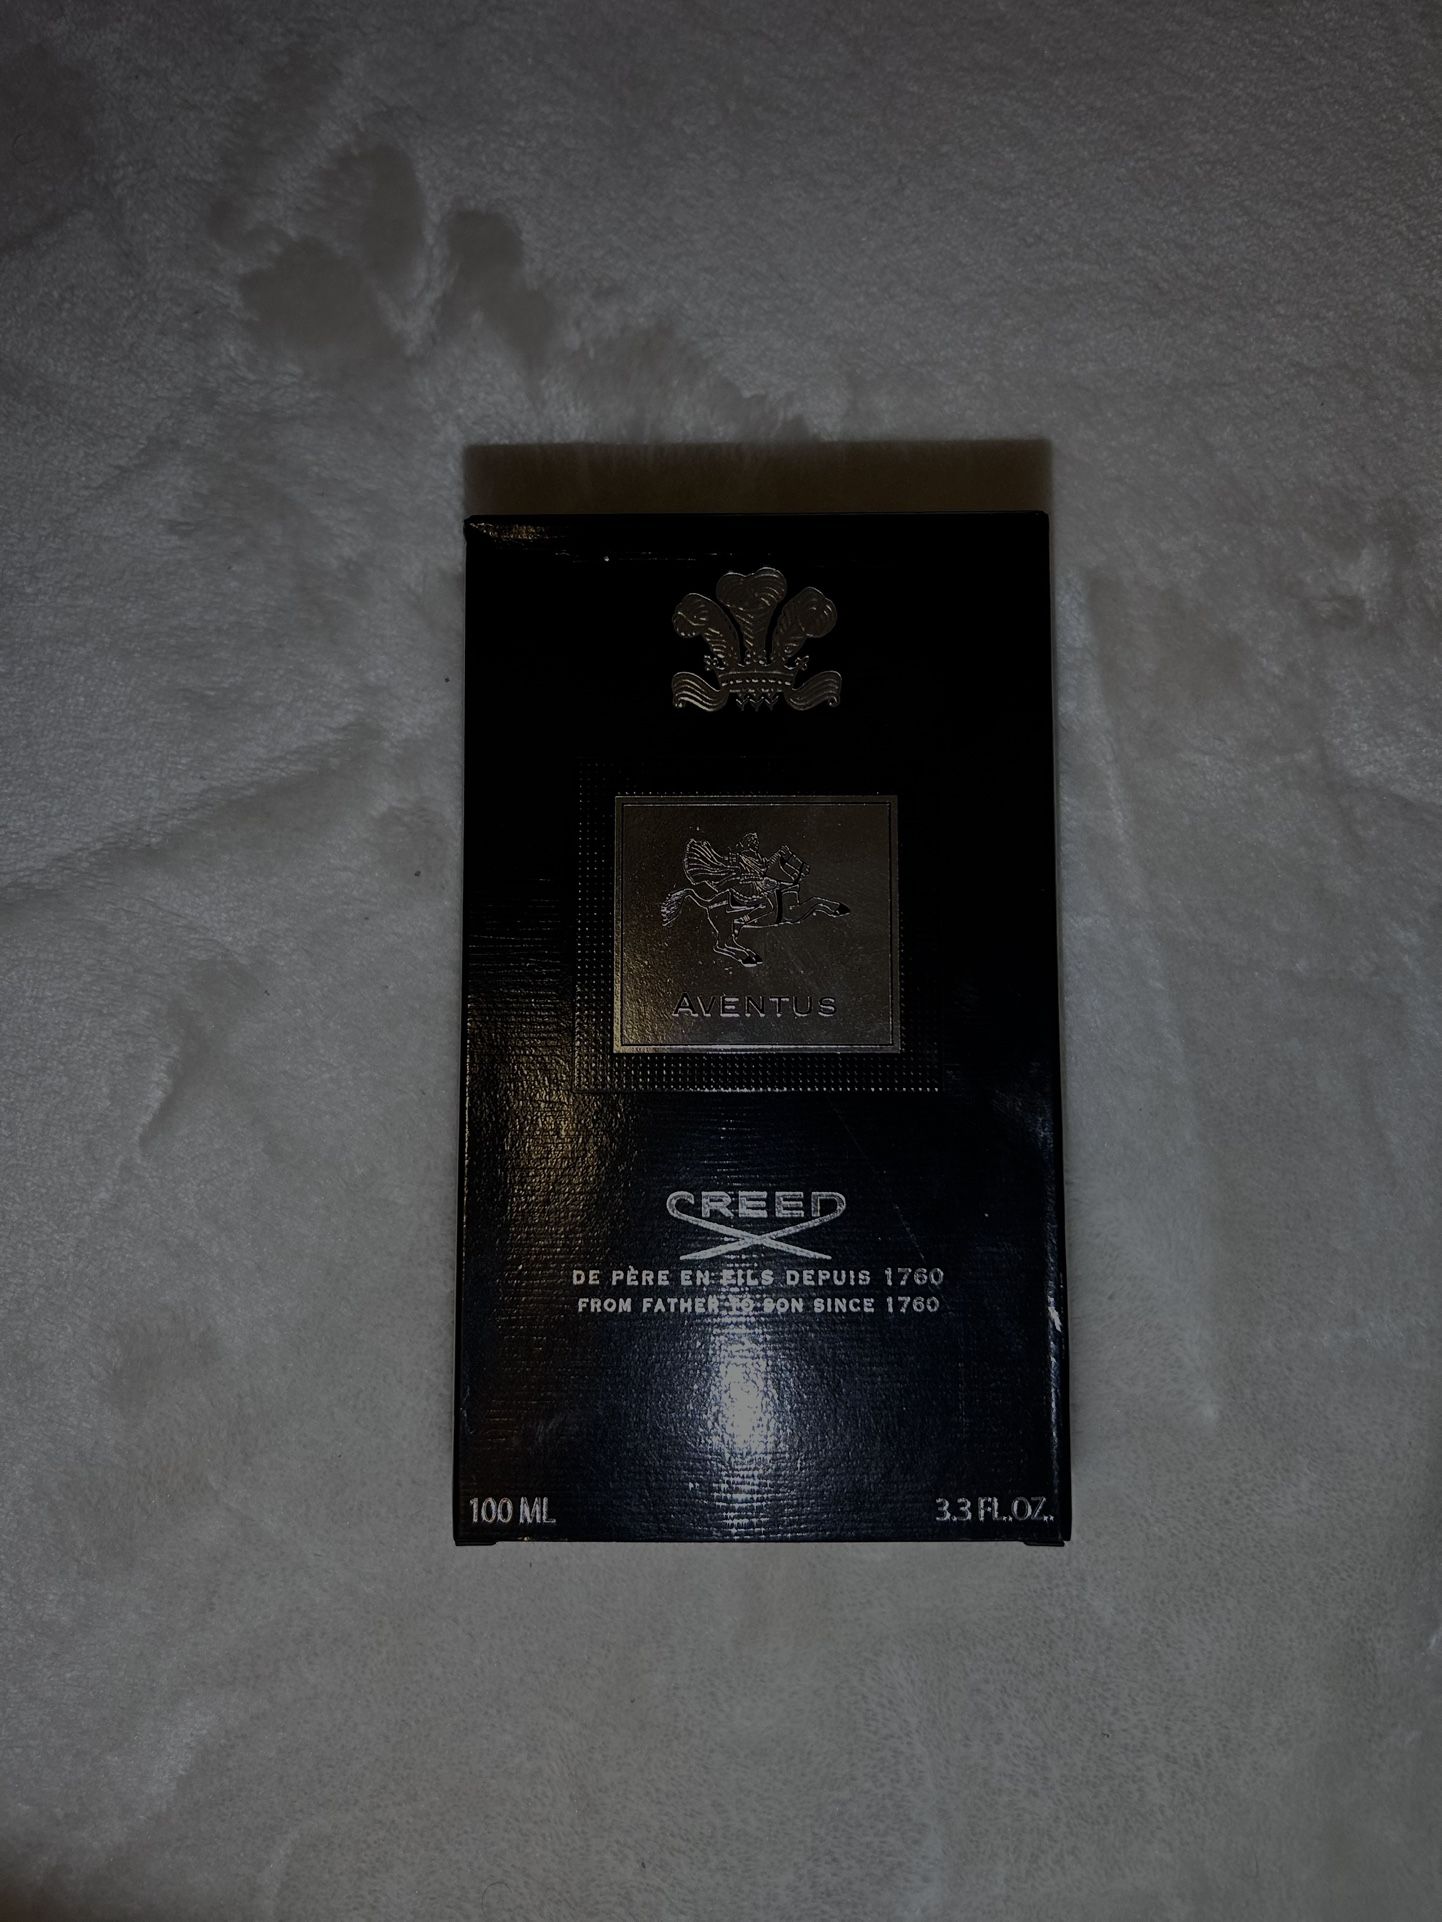 AVENTUS
CREED
DE PÈRE EN FILS DEPUIS 1760
FROM FATHER TO SON SINCE 1760
100 ML
3.3 FL.OZ.